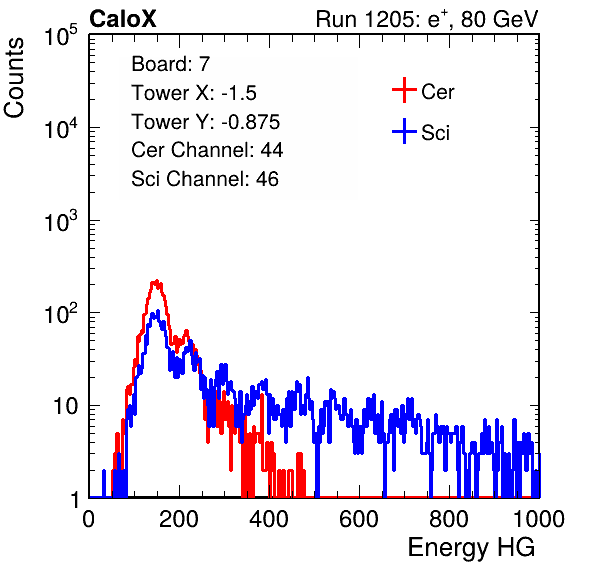 CaloX Run 1205: e⁺, 80 GeV
Counts
Board: 7
Tower X: -1.5
Tower Y: -0.875
Cer Channel: 44
Sci Channel: 46
Cer
Sci
10⁵
10⁴
10³
10²
10
1
0 200 400 600 800 1000
Energy HG